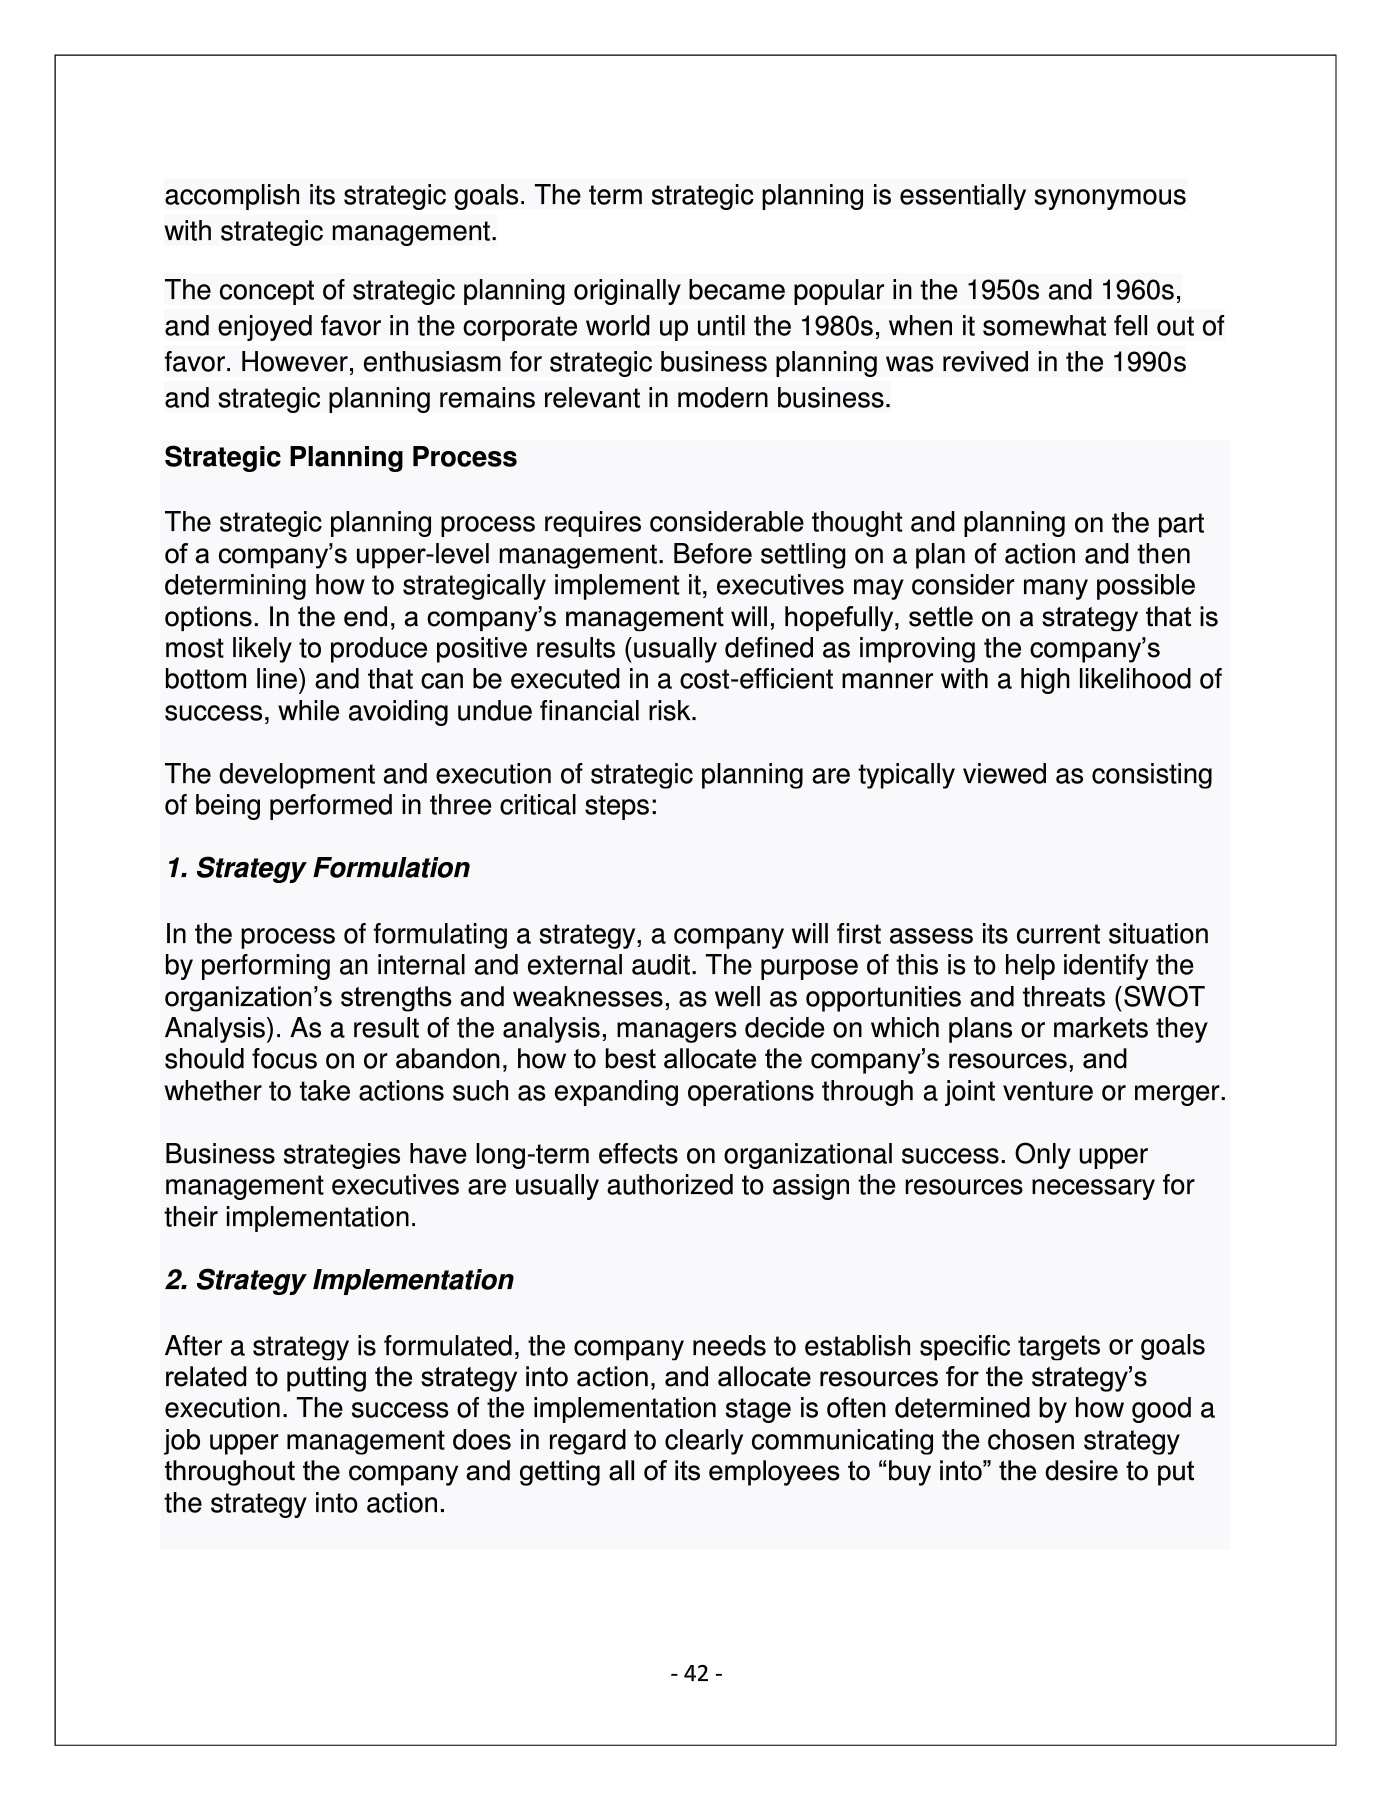 accomplish its strategic goals. The term strategic planning is essentially synonymous
with strategic management.
The concept of strategic planning originally became popular in the 1950s and 1960s,
and enjoyed favor in the corporate world up until the 1980s, when it somewhat fell out of
favor. However, enthusiasm for strategic business planning was revived in the 1990s
and strategic planning remains relevant in modern business.
Strategic Planning Process
The strategic planning process requires considerable thought and planning on the part
of a company’s upper-level management. Before settling on a plan of action and then
determining how to strategically implement it, executives may consider many possible
options. In the end, a company’s management will, hopefully, settle on a strategy that is
most likely to produce positive results (usually defined as improving the company’s
bottom line) and that can be executed in a cost-efficient manner with a high likelihood of
success, while avoiding undue financial risk.
The development and execution of strategic planning are typically viewed as consisting
of being performed in three critical steps:
1. Strategy Formulation
In the process of formulating a strategy, a company will first assess its current situation
by performing an internal and external audit. The purpose of this is to help identify the
organization’s strengths and weaknesses, as well as opportunities and threats (SWOT
Analysis). As a result of the analysis, managers decide on which plans or markets they
should focus on or abandon, how to best allocate the company’s resources, and
whether to take actions such as expanding operations through a joint venture or merger.
Business strategies have long-term effects on organizational success. Only upper
management executives are usually authorized to assign the resources necessary for
their implementation.
2. Strategy Implementation
After a strategy is formulated, the company needs to establish specific targets or goals
related to putting the strategy into action, and allocate resources for the strategy’s
execution. The success of the implementation stage is often determined by how good a
job upper management does in regard to clearly communicating the chosen strategy
throughout the company and getting all of its employees to “buy into” the desire to put
the strategy into action.
- 42 -